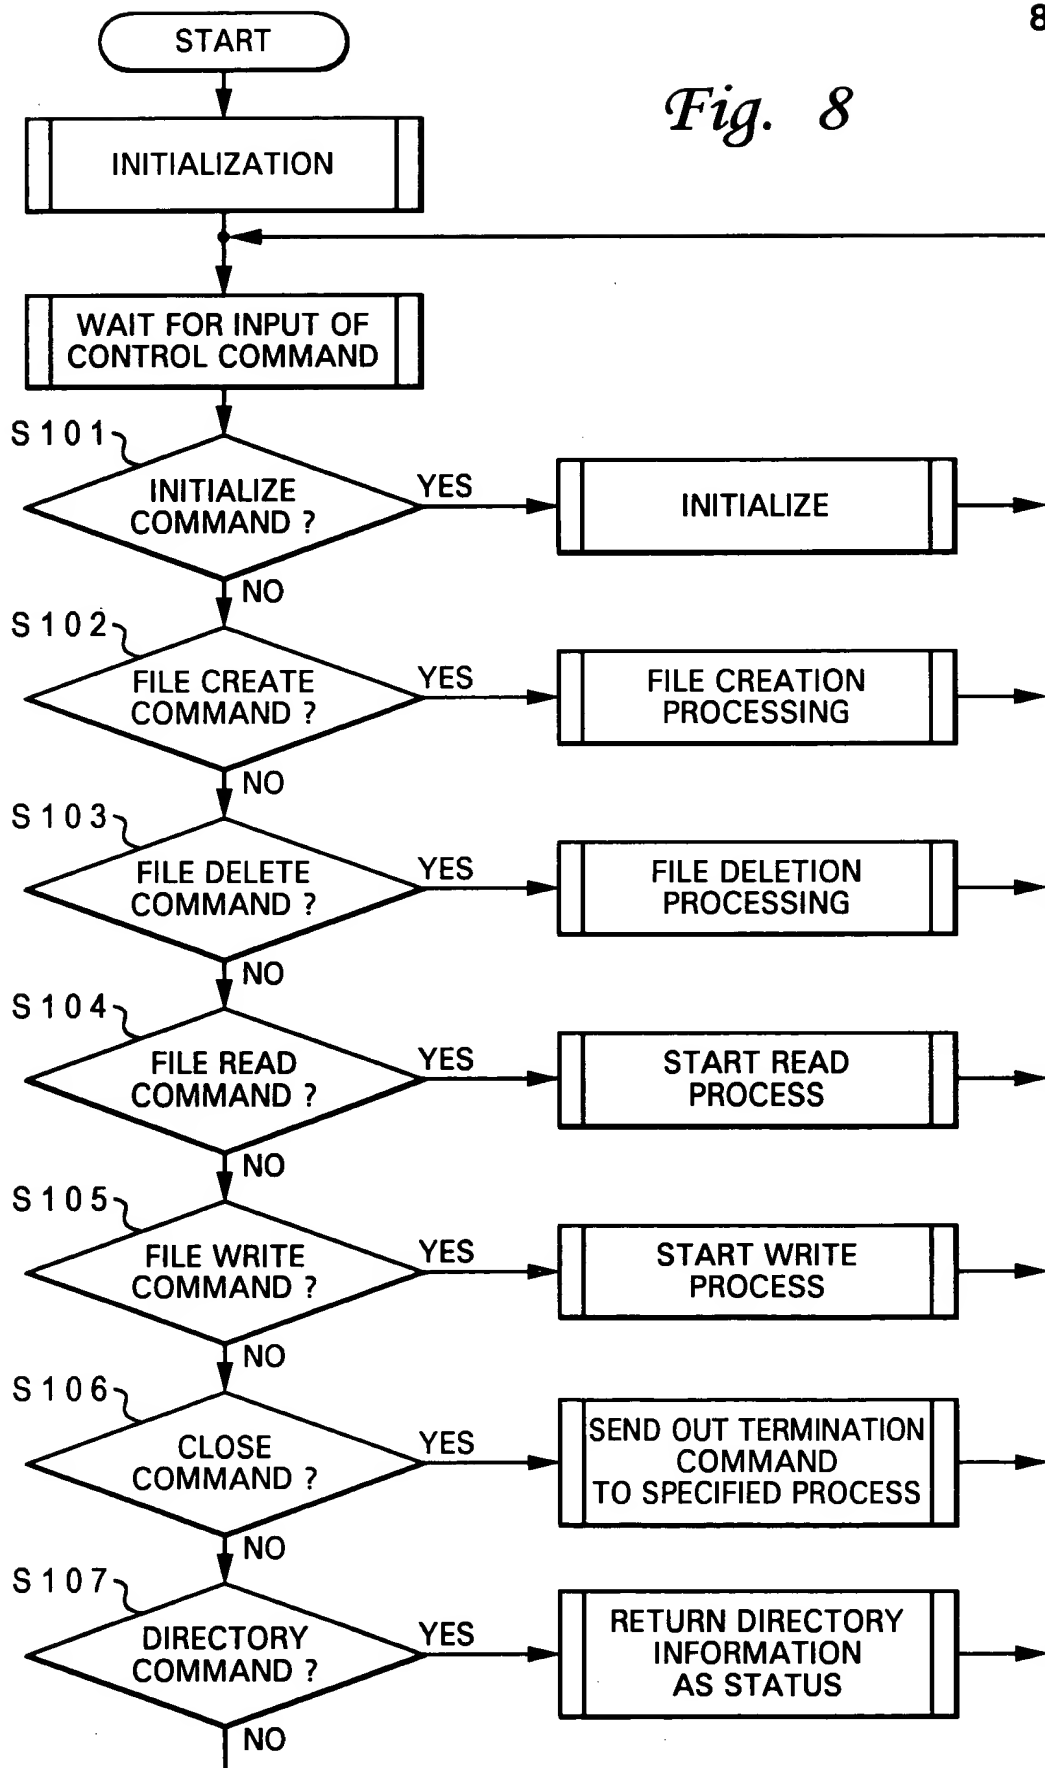 8
START
Fig. 8
INITIALIZATION
WAIT FOR INPUT OF
CONTROL COMMAND
S101
INITIALIZE
COMMAND ?
YES
INITIALIZE
NO
S102
FILE CREATE
COMMAND ?
YES
FILE CREATION
PROCESSING
NO
S103
FILE DELETE
COMMAND ?
YES
FILE DELETION
PROCESSING
NO
S104
FILE READ
COMMAND ?
YES
START READ
PROCESS
NO
S105
FILE WRITE
COMMAND ?
YES
START WRITE
PROCESS
NO
S106
CLOSE
COMMAND ?
YES
SEND OUT TERMINATION
COMMAND
TO SPECIFIED PROCESS
NO
S107
DIRECTORY
COMMAND ?
YES
RETURN DIRECTORY
INFORMATION
AS STATUS
NO